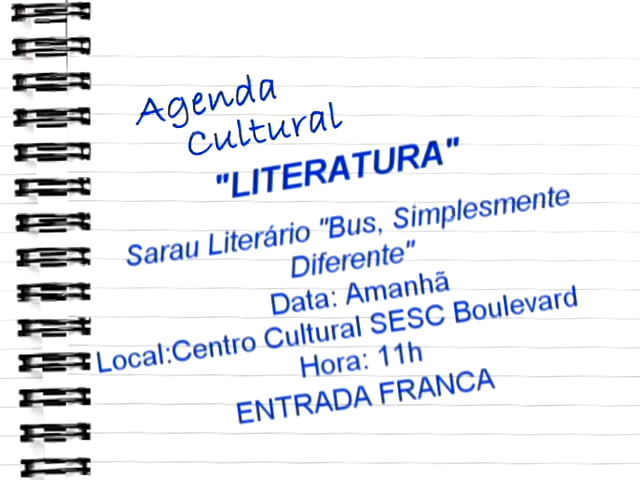 Agenda
Cultural
"LITERATURA"
Sarau Literário "Bus, Simplesmente
Diferente"
Data: Amanhã
Local:Centro Cultural SESC Boulevard
Hora: 11h
ENTRADA FRANCA